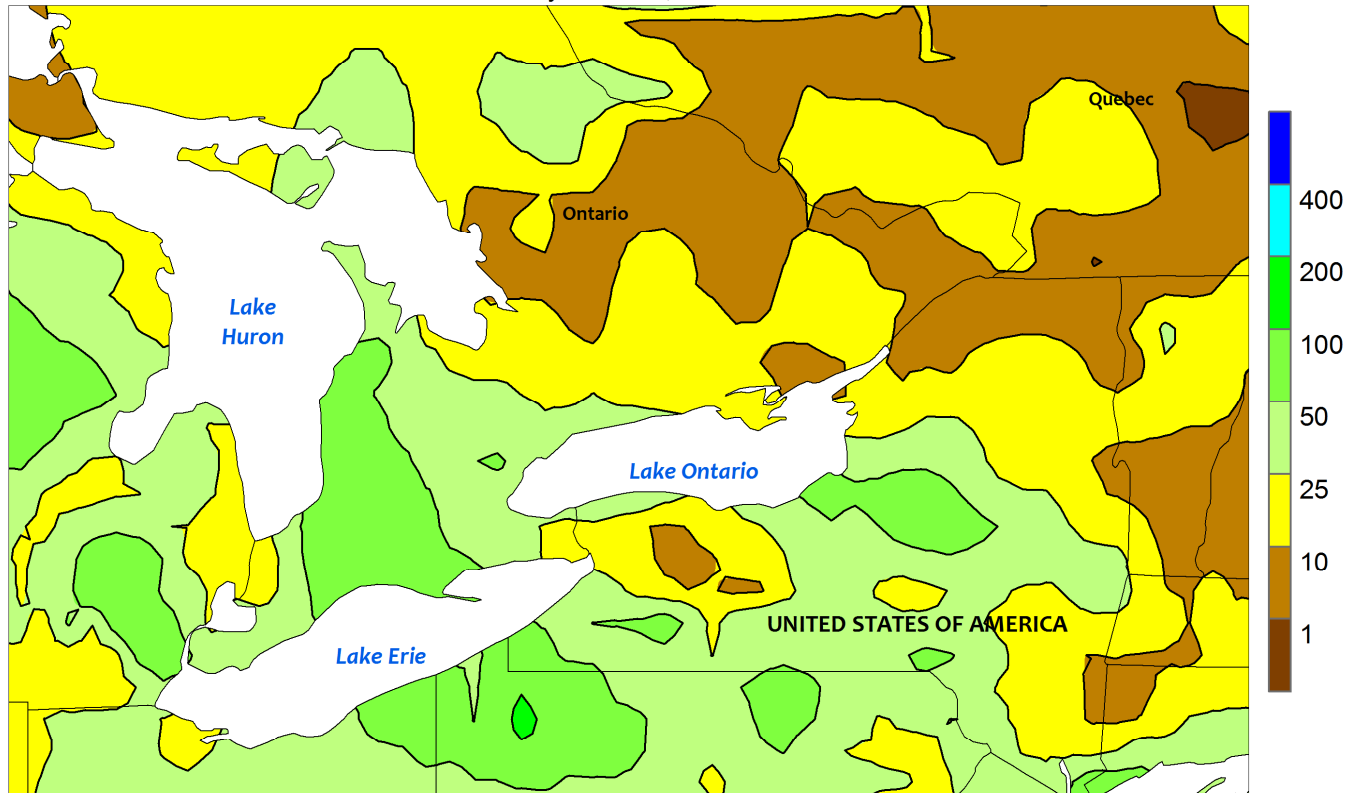 Quebec
Ontario
Lake
Huron
Lake Ontario
UNITED STATES OF AMERICA
Lake Erie
400
200
100
50
25
10
1